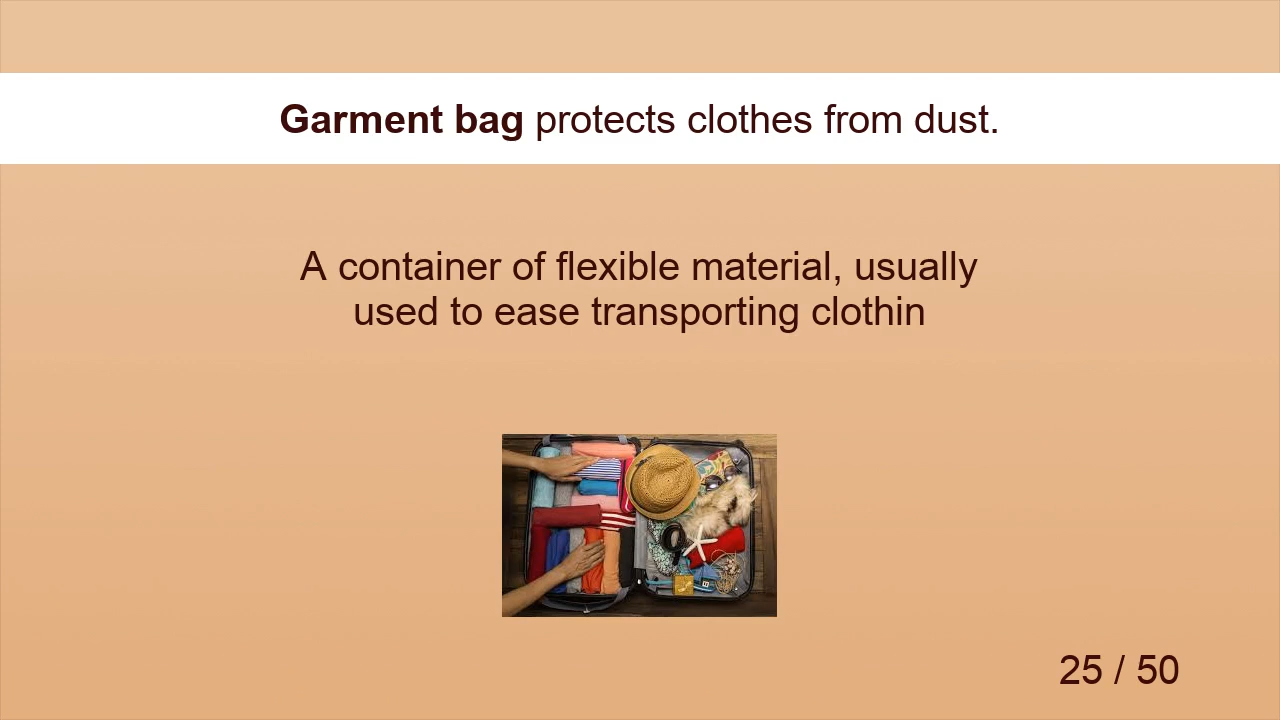 Garment bag protects clothes from dust.
A container of flexible material, usually
used to ease transporting clothin
25 / 50